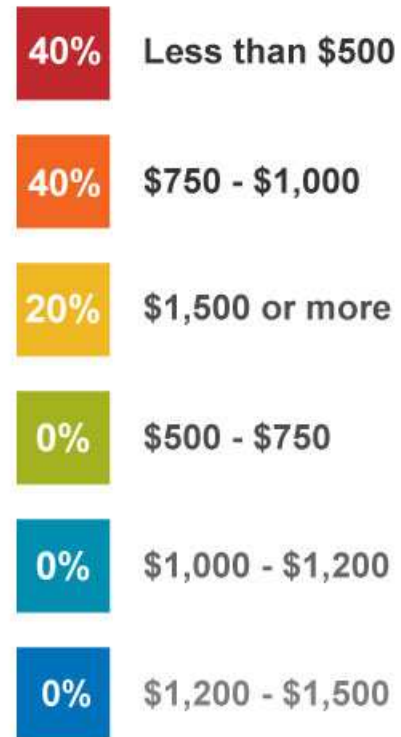 40% Less than $500
40% $750 - $1,000
20% $1,500 or more
0% $500 - $750
0% $1,000 - $1,200
0% $1,200 - $1,500